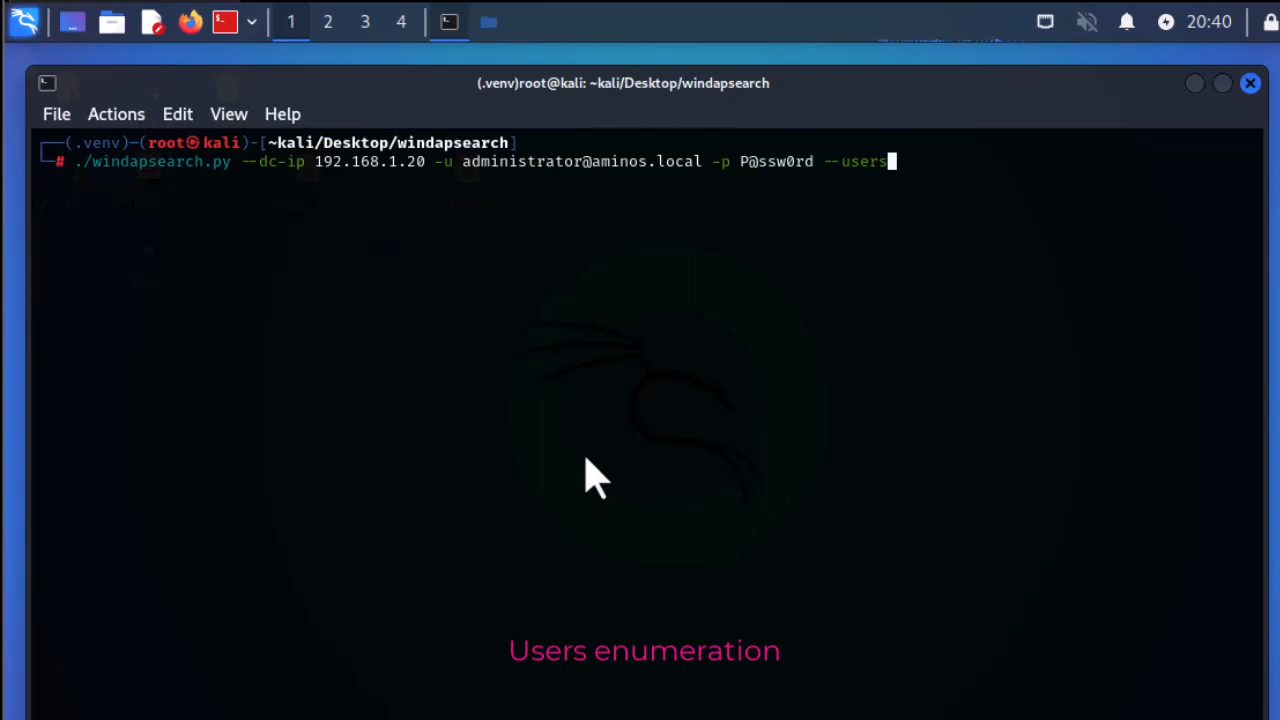 1 2 3 4 20:40
(.venv)root@kali: ~kali/Desktop/windapsearch
File Actions Edit View Help
┌──(.venv)─(root㉿kali)-[~kali/Desktop/windapsearch]
└─# ./windapsearch.py --dc-ip 192.168.1.20 -u administrator@aminos.local -p P@ssw0rd --users
Users enumeration